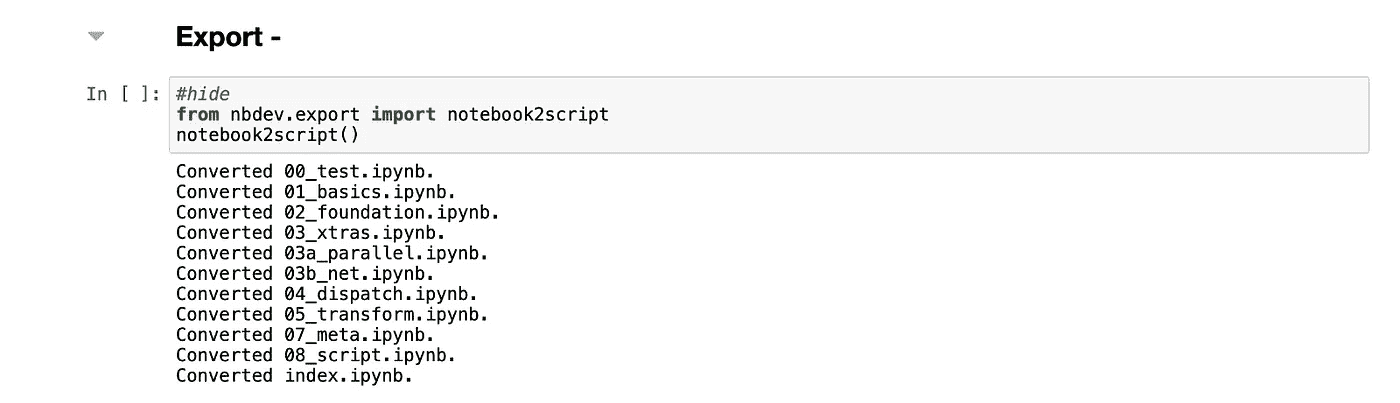 Export -
In [ ]: #hide
from nbdev.export import notebook2script
notebook2script()
Converted 00_test.ipynb.
Converted 01_basics.ipynb.
Converted 02_foundation.ipynb.
Converted 03_xtras.ipynb.
Converted 03a_parallel.ipynb.
Converted 03b_net.ipynb.
Converted 04_dispatch.ipynb.
Converted 05_transform.ipynb.
Converted 07_meta.ipynb.
Converted 08_script.ipynb.
Converted index.ipynb.